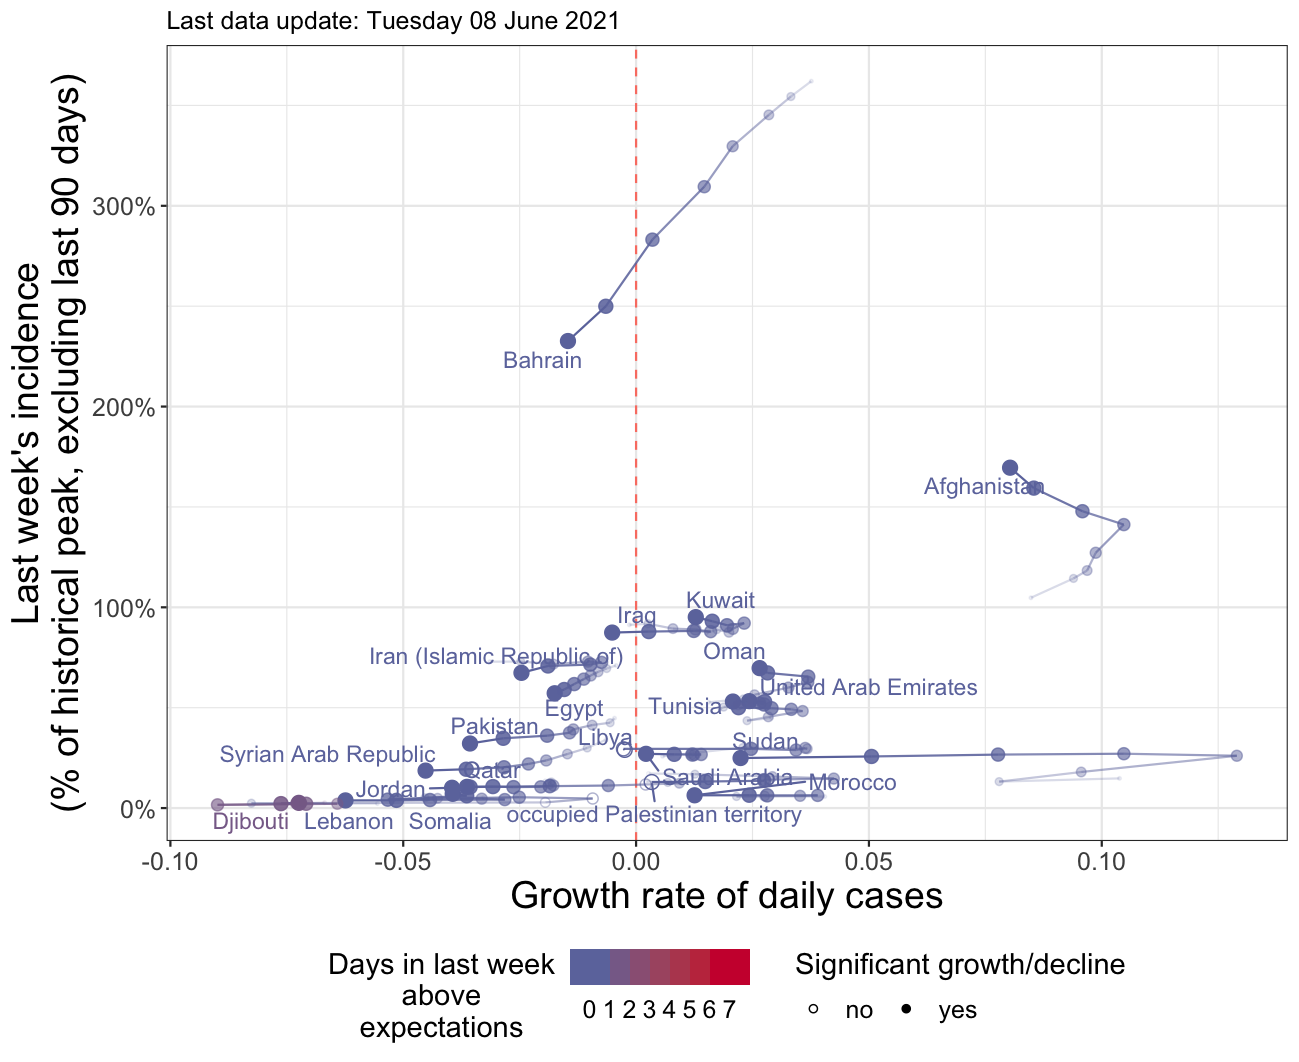 Last data update: Tuesday 08 June 2021
Last week's incidence
(% of historical peak, excluding last 90 days)
300%
200%
100%
0%
Bahrain
Afghanistan
Kuwait
Iraq
Oman
Iran (Islamic Republic of)
United Arab Emirates
Egypt
Tunisia
Pakistan
Libya
Sudan
Syrian Arab Republic
Qatar
Saudi Arabia
Morocco
Jordan
occupied Palestinian territory
Djibouti
Lebanon
Somalia
-0.10
-0.05
0.00
0.05
0.10
Growth rate of daily cases
Days in last week
above
expectations
0 1 2 3 4 5 6 7
Significant growth/decline
no
yes